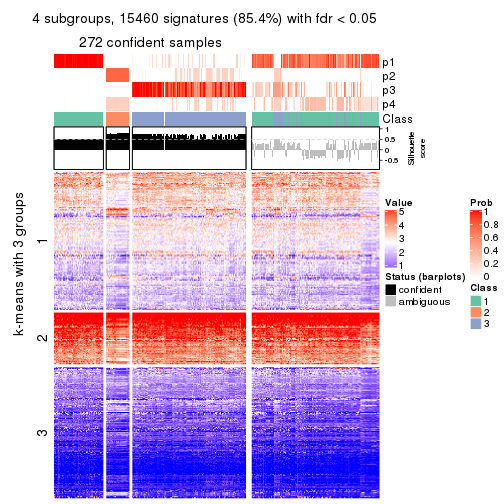 4 subgroups, 15460 signatures (85.4%) with fdr < 0.05
272 confident samples
p1
p2
p3
p4
Class
1
0.5
0
-0.5
Silhouette
score
k-means with 3 groups
1
2
3
Value
5
4
3
2
1
Status (barplots)
confident
ambiguous
Prob
1
0.8
0.6
0.4
0.2
0
Class
1
2
3